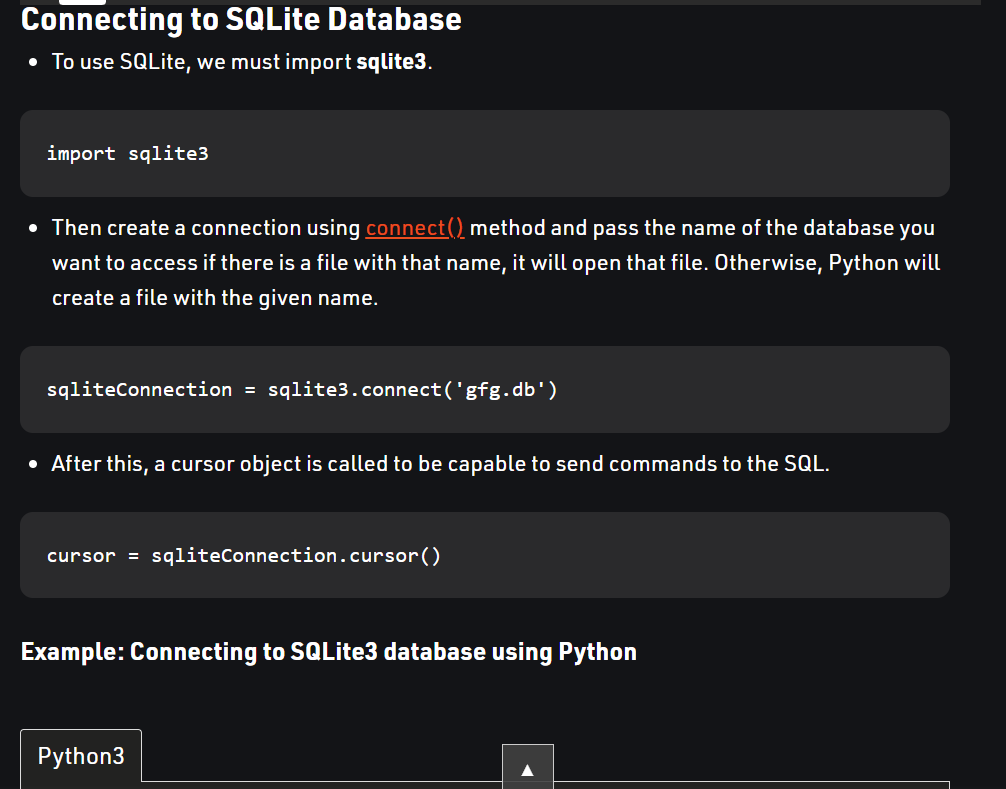 Connecting to SQLite Database
• To use SQLite, we must import sqlite3.
import sqlite3
• Then create a connection using connect() method and pass the name of the database you
want to access if there is a file with that name, it will open that file. Otherwise, Python will
create a file with the given name.
sqliteConnection = sqlite3.connect('gfg.db')
• After this, a cursor object is called to be capable to send commands to the SQL.
cursor = sqliteConnection.cursor()
Example: Connecting to SQLite3 database using Python
Python3